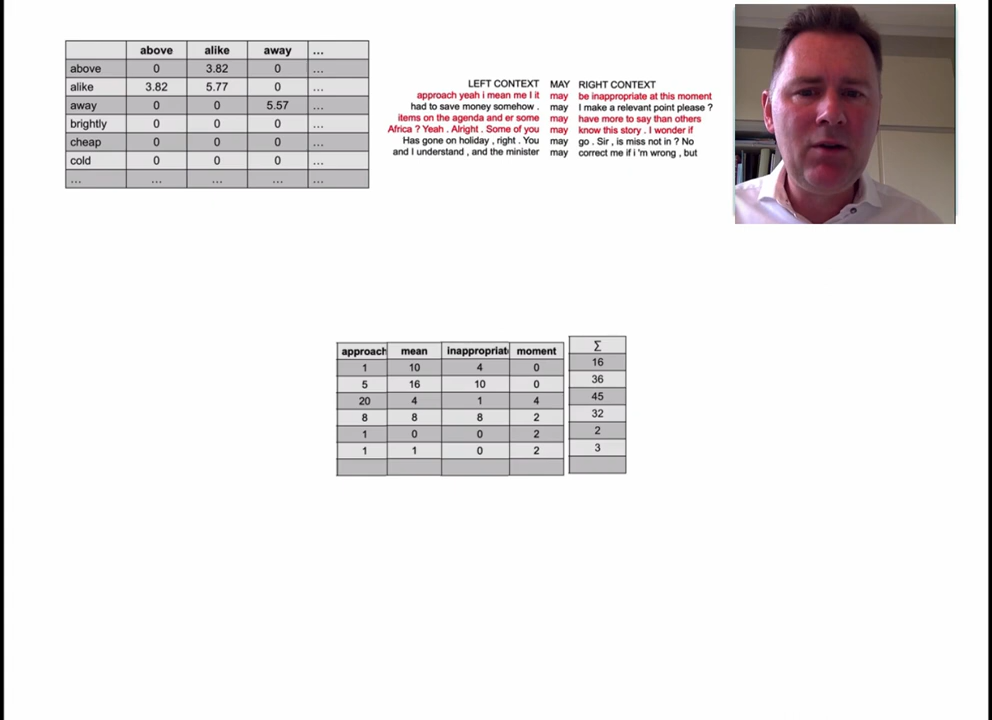 above alike away ...
above 0 3.82 0 ...
alike 3.82 5.77 0 ...
away 0 0 5.57 ...
brightly 0 0 0 ...
cheap 0 0 0 ...
cold 0 0 0 ...
... ... ... ... ...
LEFT CONTEXT MAY RIGHT CONTEXT
approach yeah i mean me I it may be inappropriate at this moment
had to save money somehow . may I make a relevant point please ?
items on the agenda and er some may have more to say than others
Africa ? Yeah . Alright . Some of you may know this story . I wonder if
Has gone on holiday , right . You may go . Sir , is miss not in ? No
and I understand , and the minister may correct me if i 'm wrong , but
approach mean inappropriat moment Σ
1 10 4 0 16
5 16 10 0 36
20 4 1 4 45
8 8 8 2 32
1 0 0 2 2
1 1 0 2 3